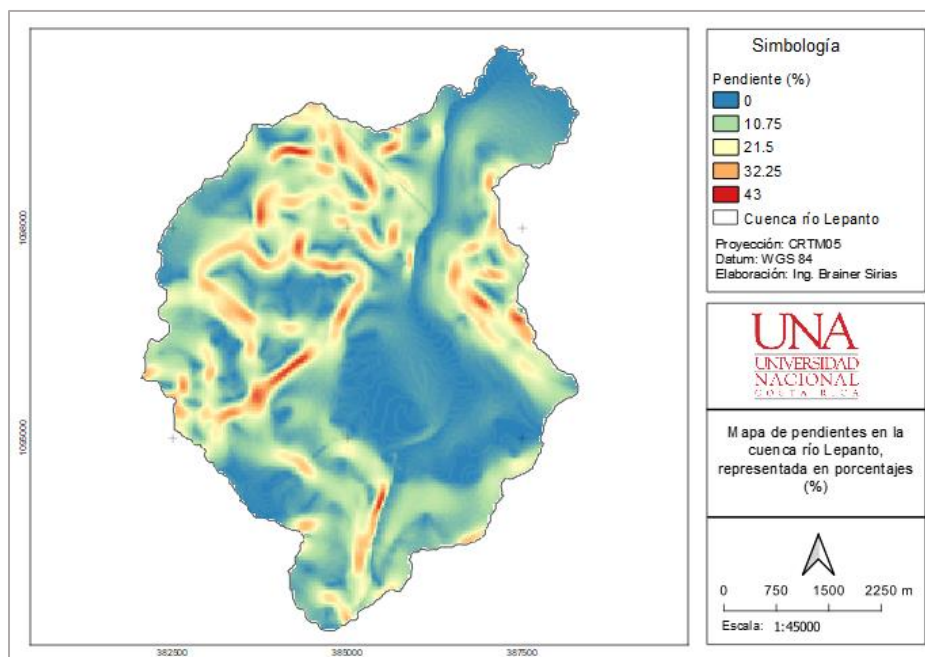 Simbología
Pendiente (%)
0
10.75
21.5
32.25
43
Cuenca río Lepanto
Proyección: CRTM05
Datum: WGS 84
Elaboración: Ing. Brainer Sirias
UNA
UNIVERSIDAD
NACIONAL
COSTA RICA
Mapa de pendientes en la
cuenca río Lepanto,
representada en porcentajes
(%)
0 750 1500 2250 m
Escala: 1:45000
382500 385000 387500